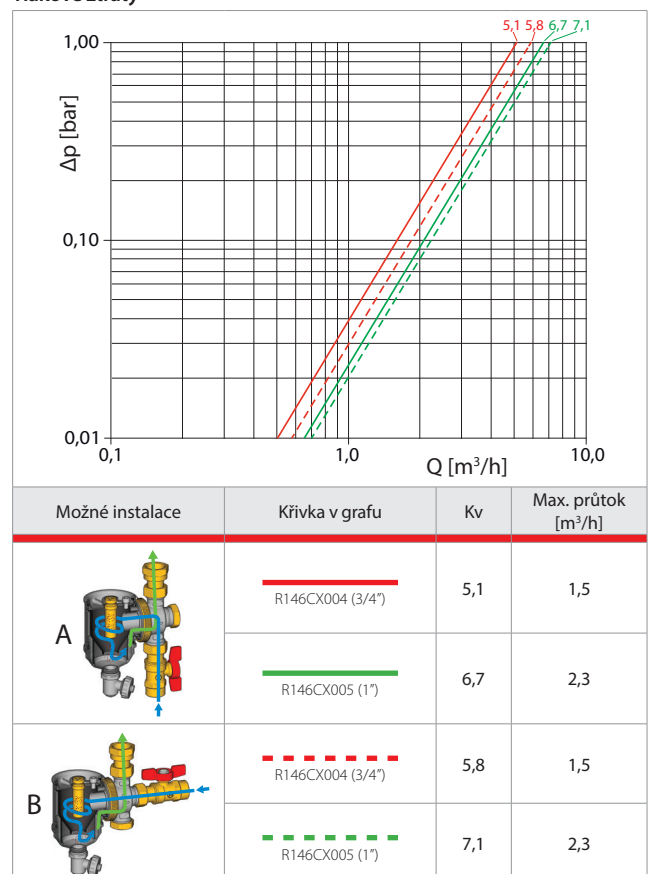 5,1 5,8 6,7 7,1
1,00
Δp [bar]
0,10
0,01
0,1 1,0 10,0
Q [m³/h]
Možné instalace Křivka v grafu Kv Max. průtok [m³/h]
A
R146CX004 (3/4”) 5,1 1,5
R146CX005 (1”) 6,7 2,3
B
R146CX004 (3/4”) 5,8 1,5
R146CX005 (1”) 7,1 2,3